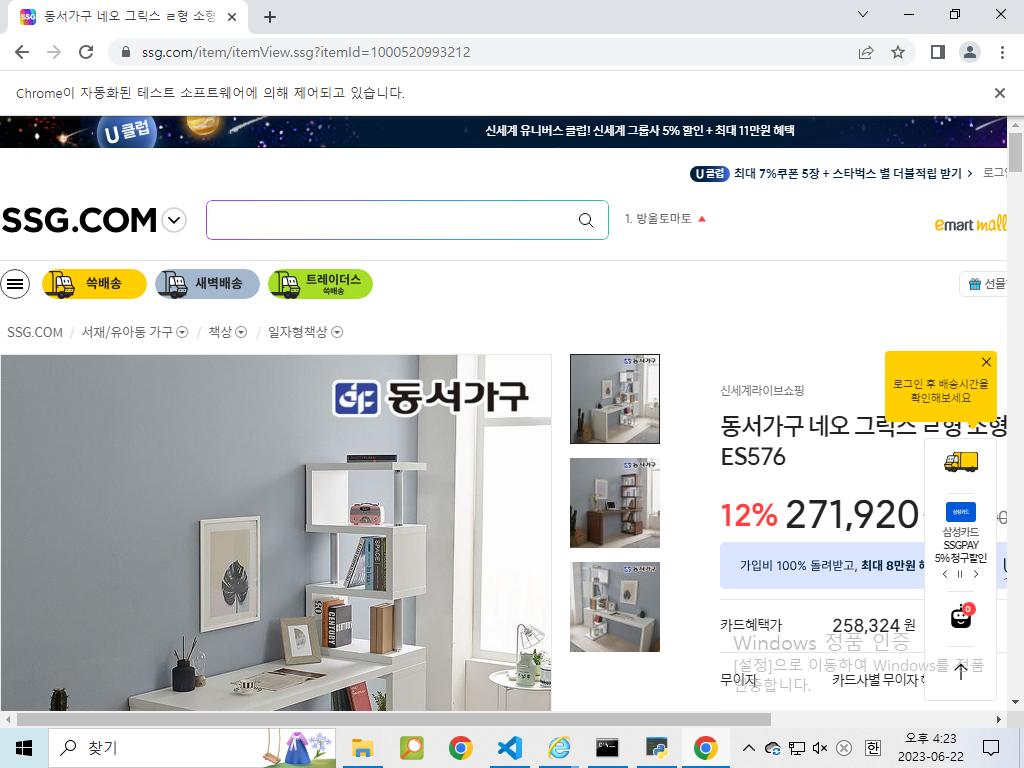 동서가구 네오 그릭스 ㄹ형 소형
ssg.com/item/itemView.ssg?itemId=1000520993212
Chrome이 자동화된 테스트 소프트웨어에 의해 제어되고 있습니다.
U 클럽
신세계 유니버스 클럽! 신세계 그룹사 5% 할인 + 최대 11만원 혜택
U 클럽 최대 7%쿠폰 5장 + 스타벅스 별 더블적립 받기 로그인
SSG.COM
1. 방울토마토
emart mall
쓱배송
새벽배송
트레이더스
쓱배송
선물
SSG.COM / 서재/유아동 가구 / 책상 / 일자형책상
동서가구
로그인 후 배송시간을
확인해보세요
신세계라이브쇼핑
동서가구 네오 그릭스 ㄹ형 소형
ES576
12% 271,920
가입비 100% 돌려받고, 최대 8만원
삼성카드
삼성카드
SSGPAY
5% 청구할인
0
카드혜택가 258,324 원
무이자 카드사별 무이자
Windows 정품 인증
[설정]으로 이동하여 Windows를 정품
인증합니다.
찾기
한
오후 4:23
2023-06-22